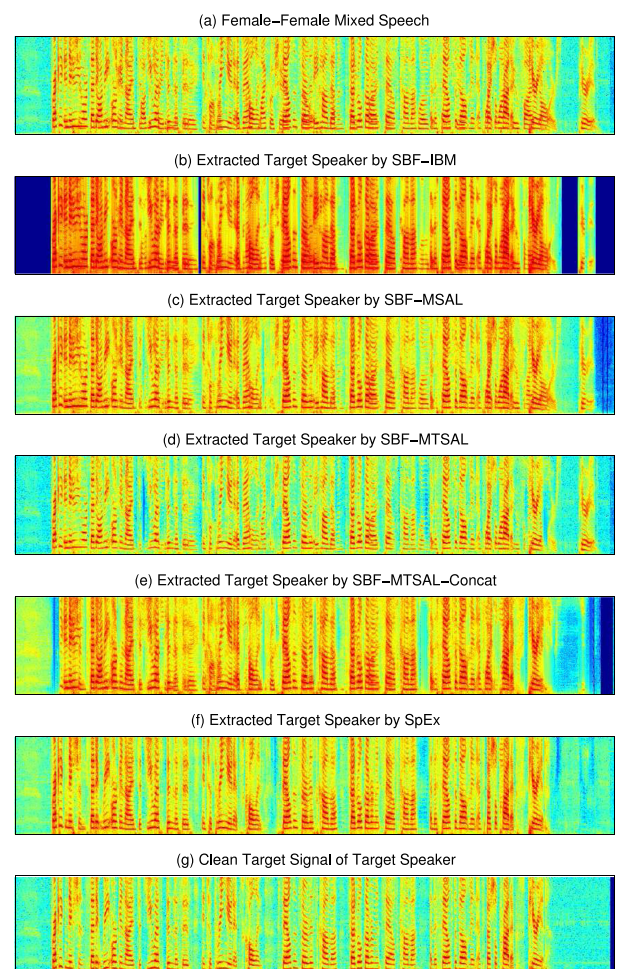 (a) Female−Female Mixed Speech
(b) Extracted Target Speaker by SBF−IBM
(c) Extracted Target Speaker by SBF−MSAL
(d) Extracted Target Speaker by SBF−MTSAL
(e) Extracted Target Speaker by SBF−MTSAL−Concat
(f) Extracted Target Speaker by SpEx
(g) Clean Target Signal of Target Speaker